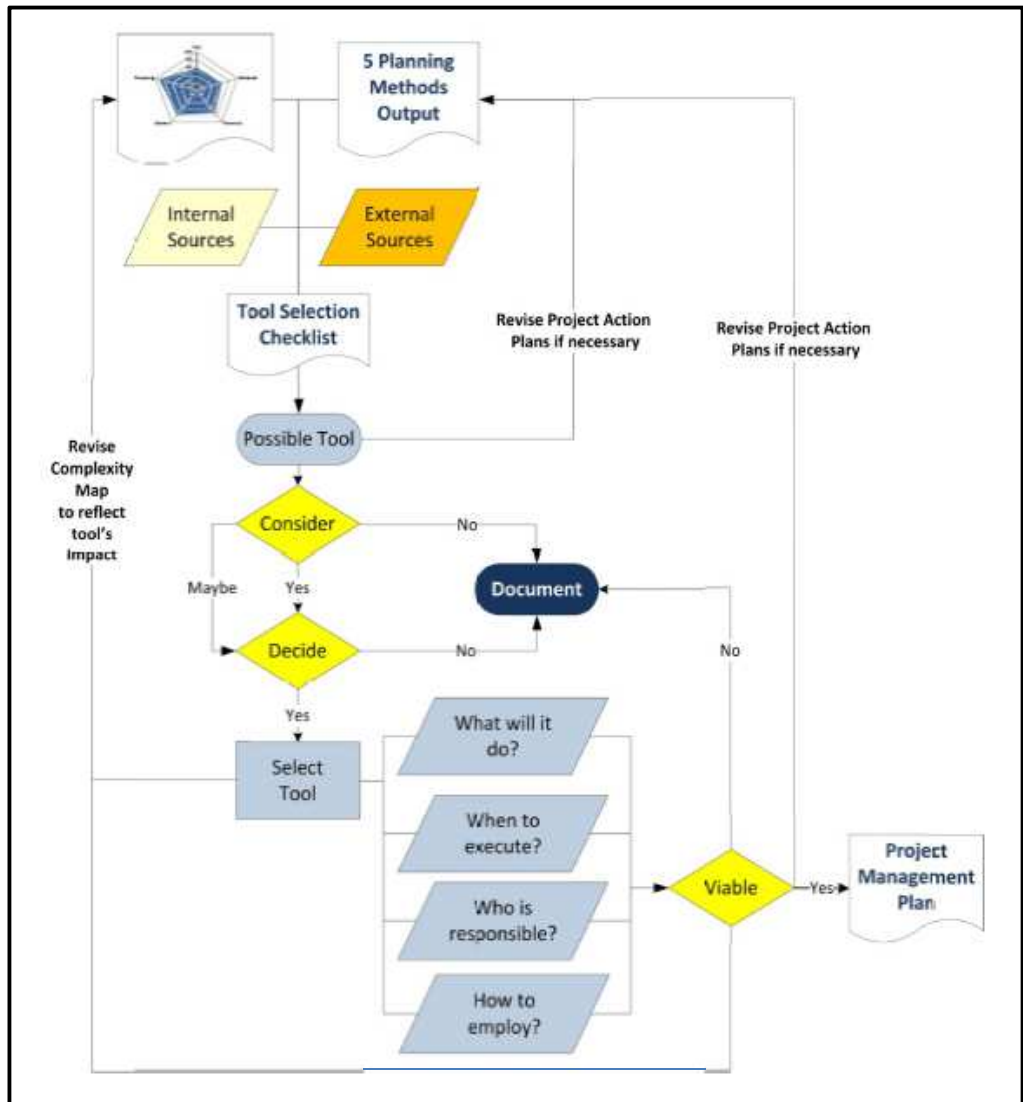 5 Planning
Methods
Output
Internal
Sources
External
Sources
Tool Selection
Checklist
Revise Project Action
Plans if necessary
Revise Project Action
Plans if necessary
Possible Tool
Revise
Complexity
Map
to reflect
tool's
Impact
Consider
No
Maybe
Yes
Document
Decide
No
No
Yes
Select
Tool
What will it
do?
When to
execute?
Who is
responsible?
How to
employ?
Viable
Yes
Project
Management
Plan